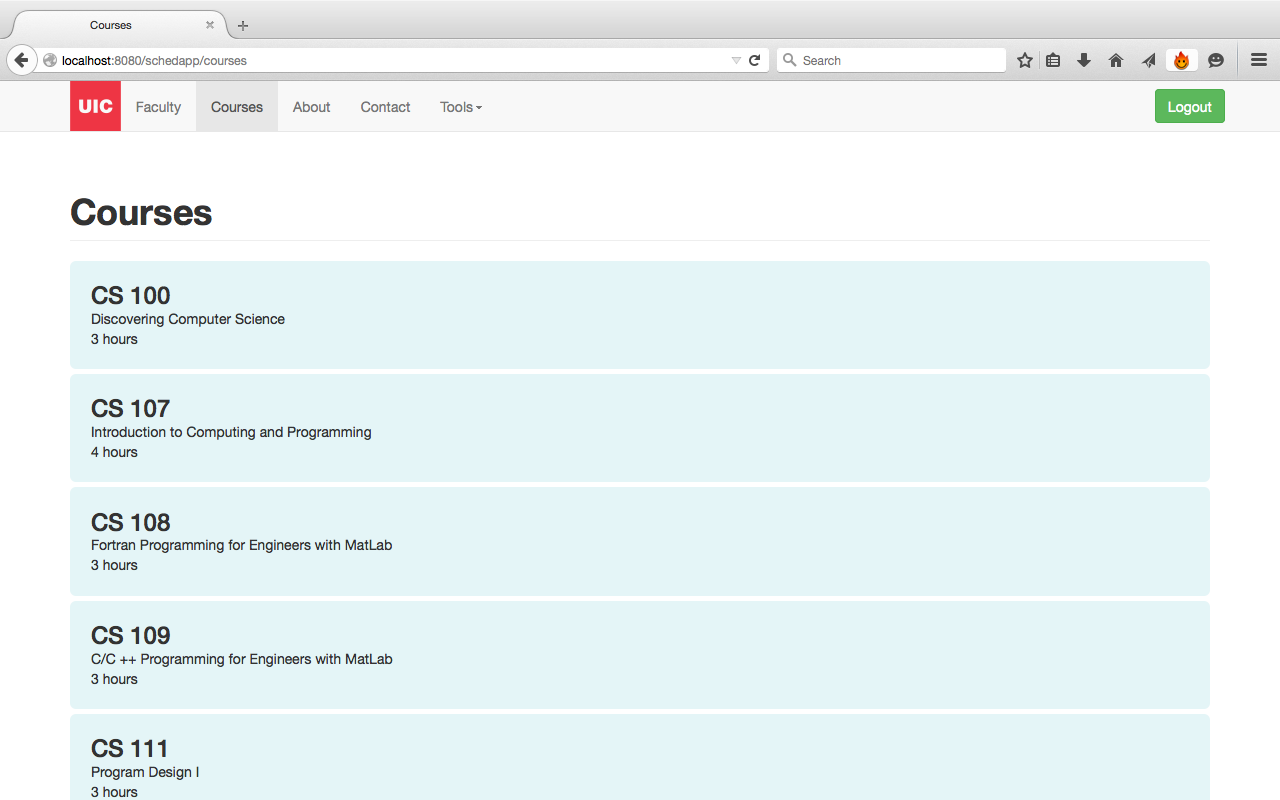 Courses
localhost:8080/schedapp/courses
Search
UIC
Faculty
Courses
About
Contact
Tools
Logout
Courses
CS 100
Discovering Computer Science
3 hours
CS 107
Introduction to Computing and Programming
4 hours
CS 108
Fortran Programming for Engineers with MatLab
3 hours
CS 109
C/C ++ Programming for Engineers with MatLab
3 hours
CS 111
Program Design I
3 hours